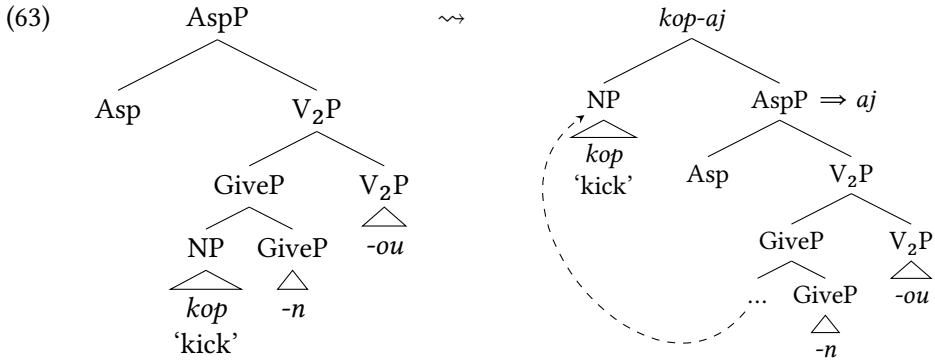 (63) AspP ⇝ kop-aj
Asp V₂P NP AspP ⇒ aj
kop
GiveP V₂P ‘kick’ Asp V₂P
-ou
NP GiveP GiveP V₂P
kop -n … GiveP -ou
‘kick’ -n